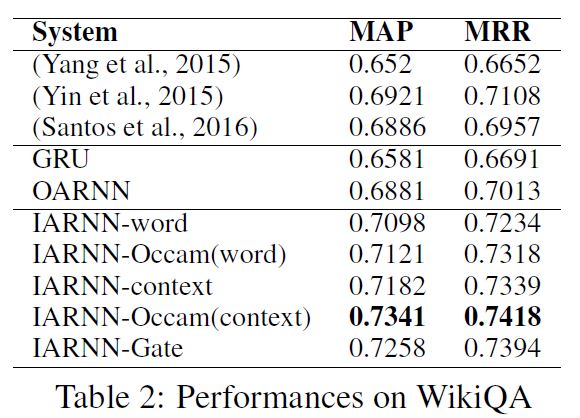 System MAP MRR
(Yang et al., 2015) 0.652 0.6652
(Yin et al., 2015) 0.6921 0.7108
(Santos et al., 2016) 0.6886 0.6957
GRU 0.6581 0.6691
OARNN 0.6881 0.7013
IARNN-word 0.7098 0.7234
IARNN-Occam(word) 0.7121 0.7318
IARNN-context 0.7182 0.7339
IARNN-Occam(context) 0.7341 0.7418
IARNN-Gate 0.7258 0.7394
Table 2: Performances on WikiQA